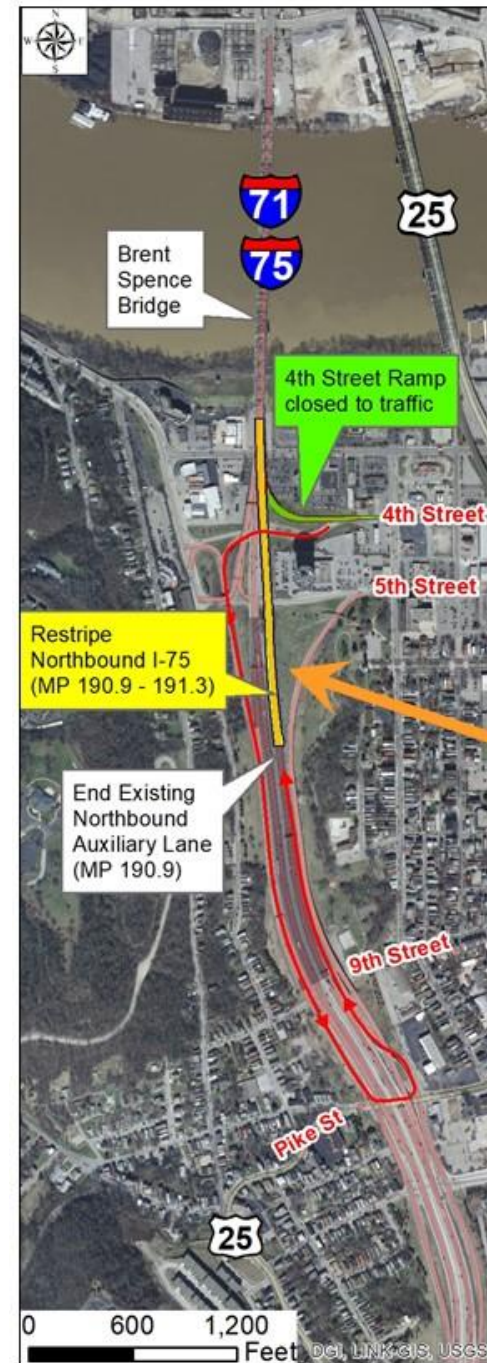 N
W
E
S
71
75
25
Brent
Spence
Bridge
4th Street Ramp
closed to traffic
4th Street
5th Street
Restripe
Northbound I-75
(MP 190.9 - 191.3)
End Existing
Northbound
Auxiliary Lane
(MP 190.9)
9th Street
Pike St
25
0 600 1,200
Feet
DGI, LINK-GIS, USGS